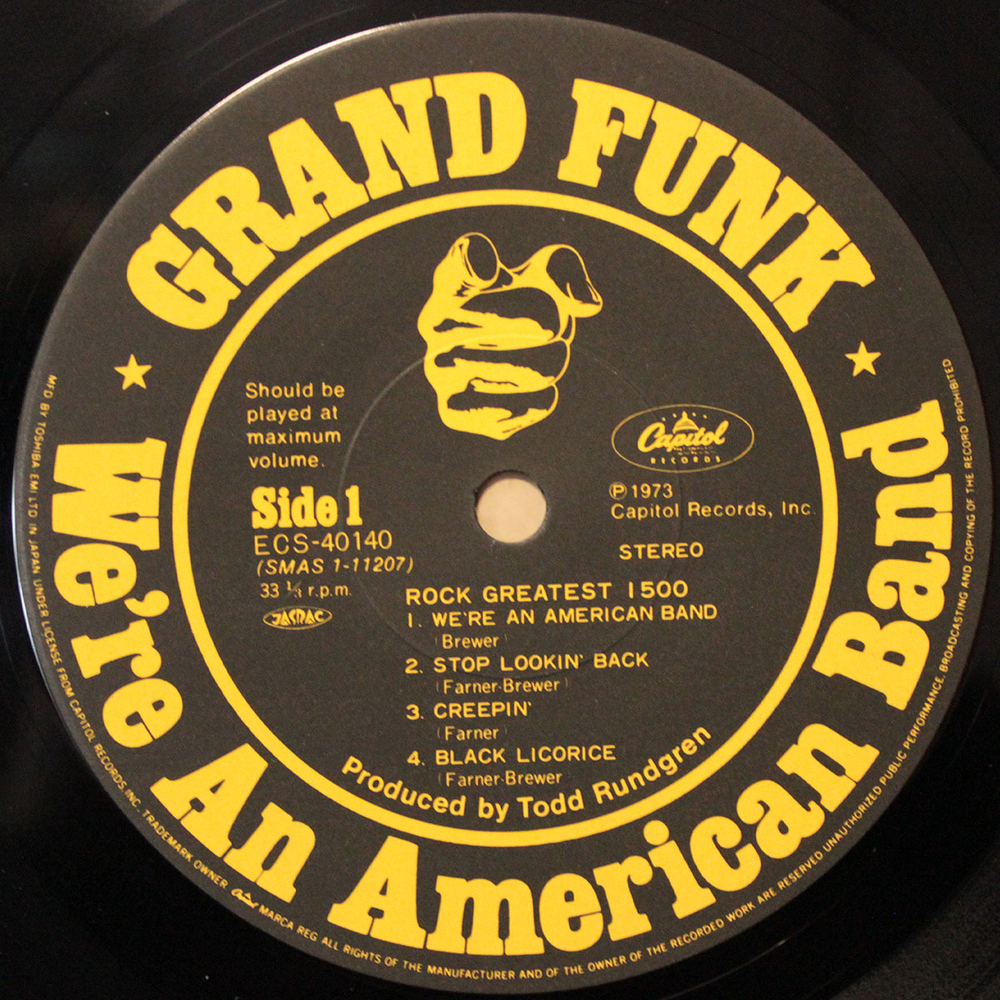 GRAND FUNK
We're An American Band
Should be
played at
maximum
volume.
Side 1
ECS-40140
(SMAS 1-11207)
33 ⅓ r.p.m.
JASRAC
Capitol
RECORDS
Ⓟ 1973
Capitol Records, Inc.
STEREO
ROCK GREATEST 1500
1. WE'RE AN AMERICAN BAND
(Brewer)
2. STOP LOOKIN' BACK
(Farner-Brewer)
3. CREEPIN'
(Farner)
4. BLACK LICORICE
(Farner-Brewer)
Produced by Todd Rundgren
MFD BY TOSHIBA EMI LTD IN JAPAN UNDER LICENSE FROM CAPITOL RECORDS INC. TRADEMARK OWNER Capitol MARCA REG ALL RIGHTS OF THE MANUFACTURER AND OF THE OWNER OF THE RECORDED WORK ARE RESERVED UNAUTHORIZED PUBLIC PERFORMANCE, BROADCASTING AND COPYING OF THE RECORD PROHIBITED